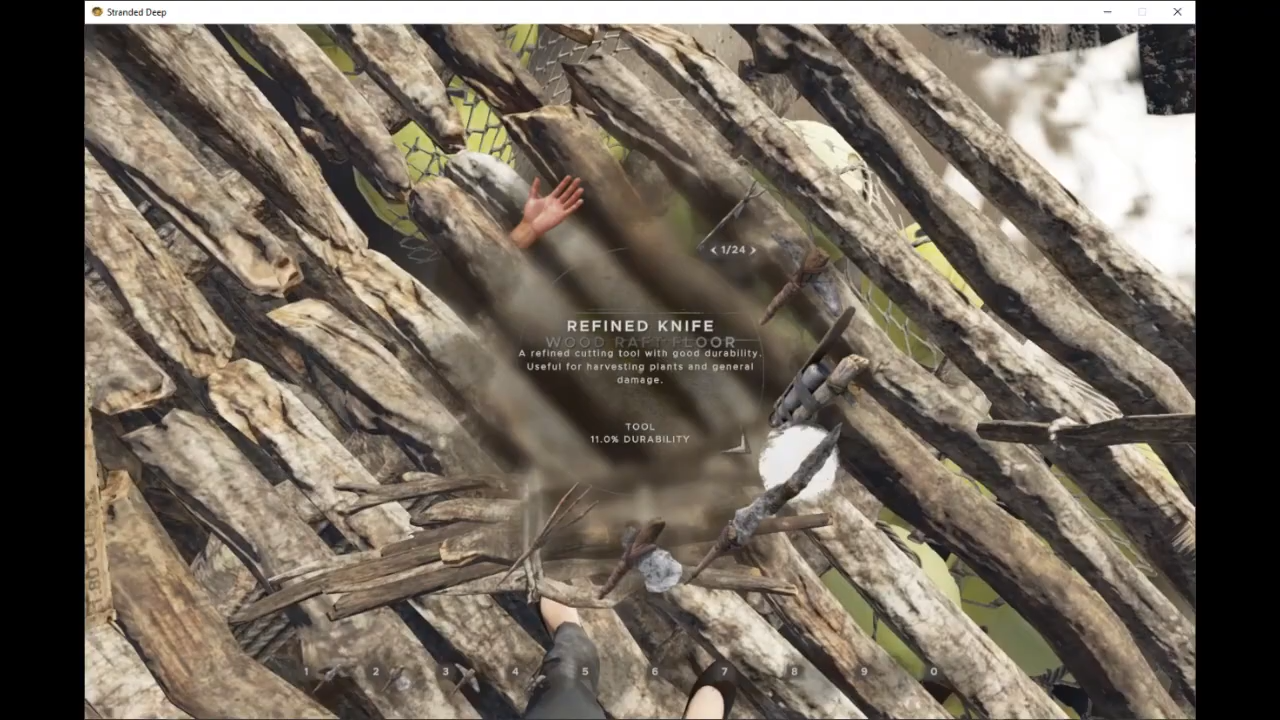 Stranded Deep
1/24
REFINED KNIFE
WOOD RAFT FLOOR
A refined cutting tool with good durability.
Useful for harvesting plants and general
damage.
TOOL
11.0% DURABILITY
1 2 3 4 5 6 7 8 9 0